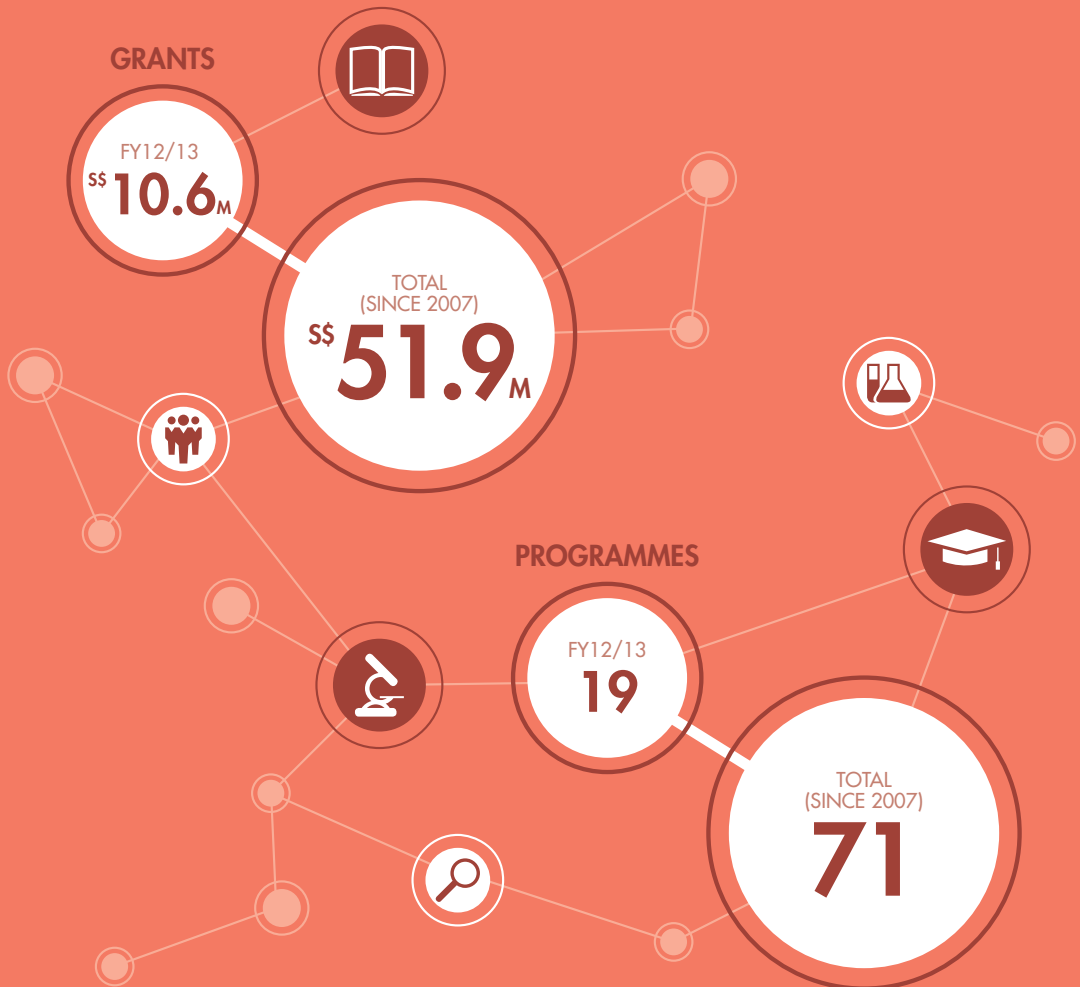 GRANTS
FY12/13
S$ 10.6M
TOTAL
(SINCE 2007)
S$ 51.9M
PROGRAMMES
FY12/13
19
TOTAL
(SINCE 2007)
71